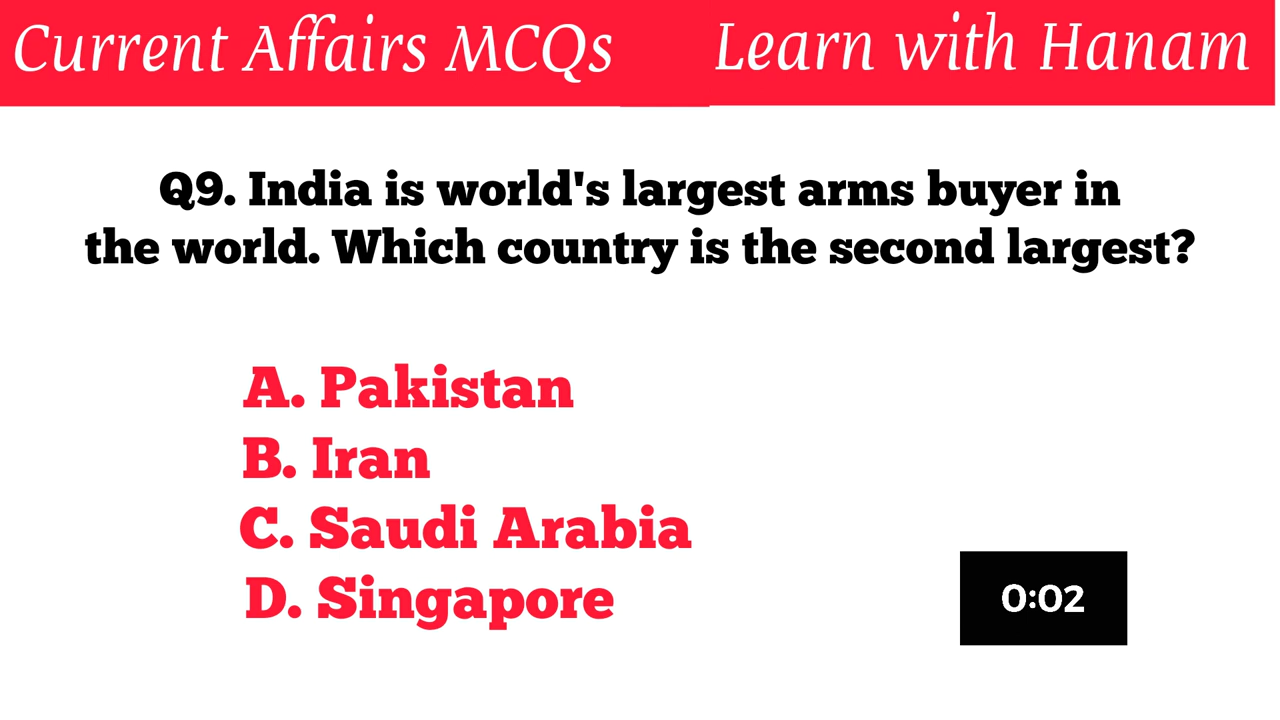 Current Affairs MCQs
Learn with Hanam
Q9. India is world's largest arms buyer in
the world. Which country is the second largest?
A. Pakistan
B. Iran
C. Saudi Arabia
D. Singapore
0:02